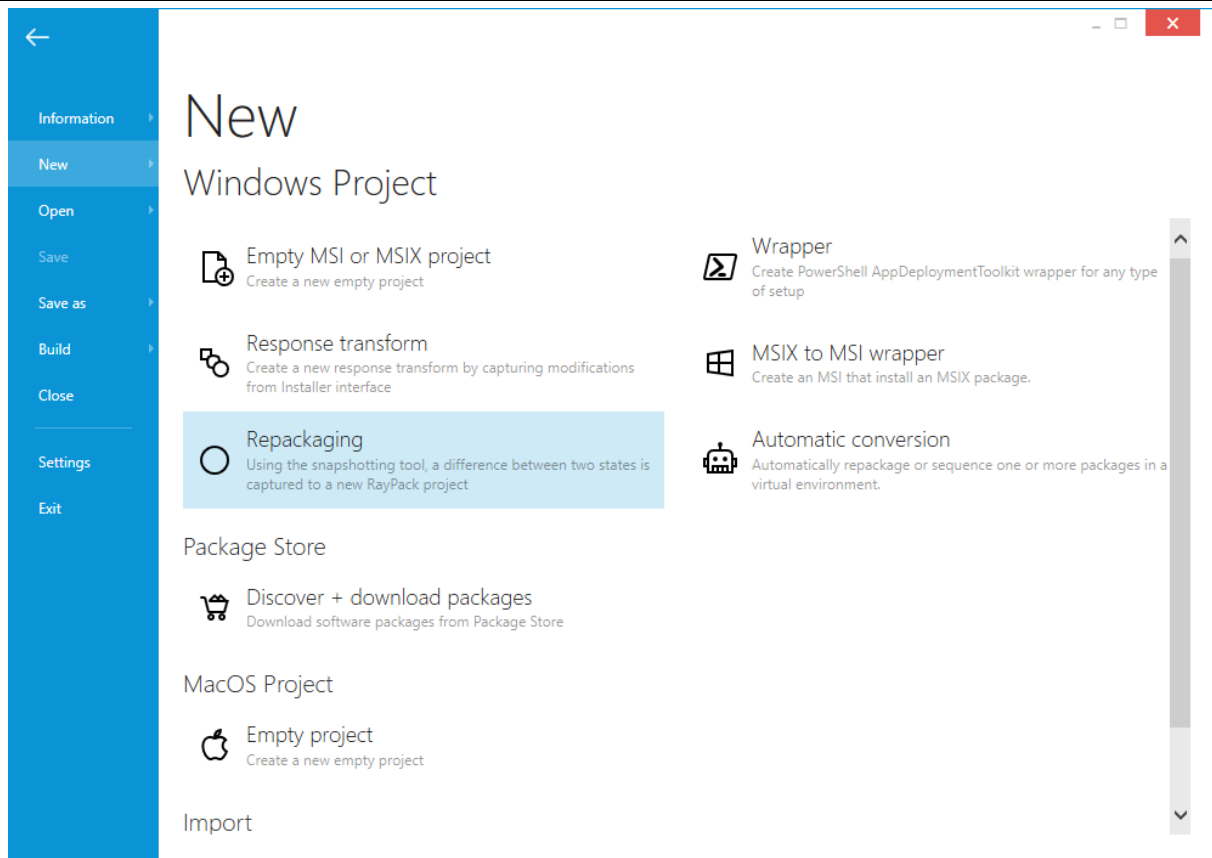 Information
New
Open
Save
Save as
Build
Close
Settings
Exit
New
Windows Project
Empty MSI or MSIX project
Create a new empty project
Response transform
Create a new response transform by capturing modifications
from Installer interface
Repackaging
Using the snapshotting tool, a difference between two states is
captured to a new RayPack project
Wrapper
Create PowerShell AppDeploymentToolkit wrapper for any type
of setup
MSIX to MSI wrapper
Create an MSI that install an MSIX package.
Automatic conversion
Automatically repackage or sequence one or more packages in a
virtual environment.
Package Store
Discover + download packages
Download software packages from Package Store
MacOS Project
Empty project
Create a new empty project
Import